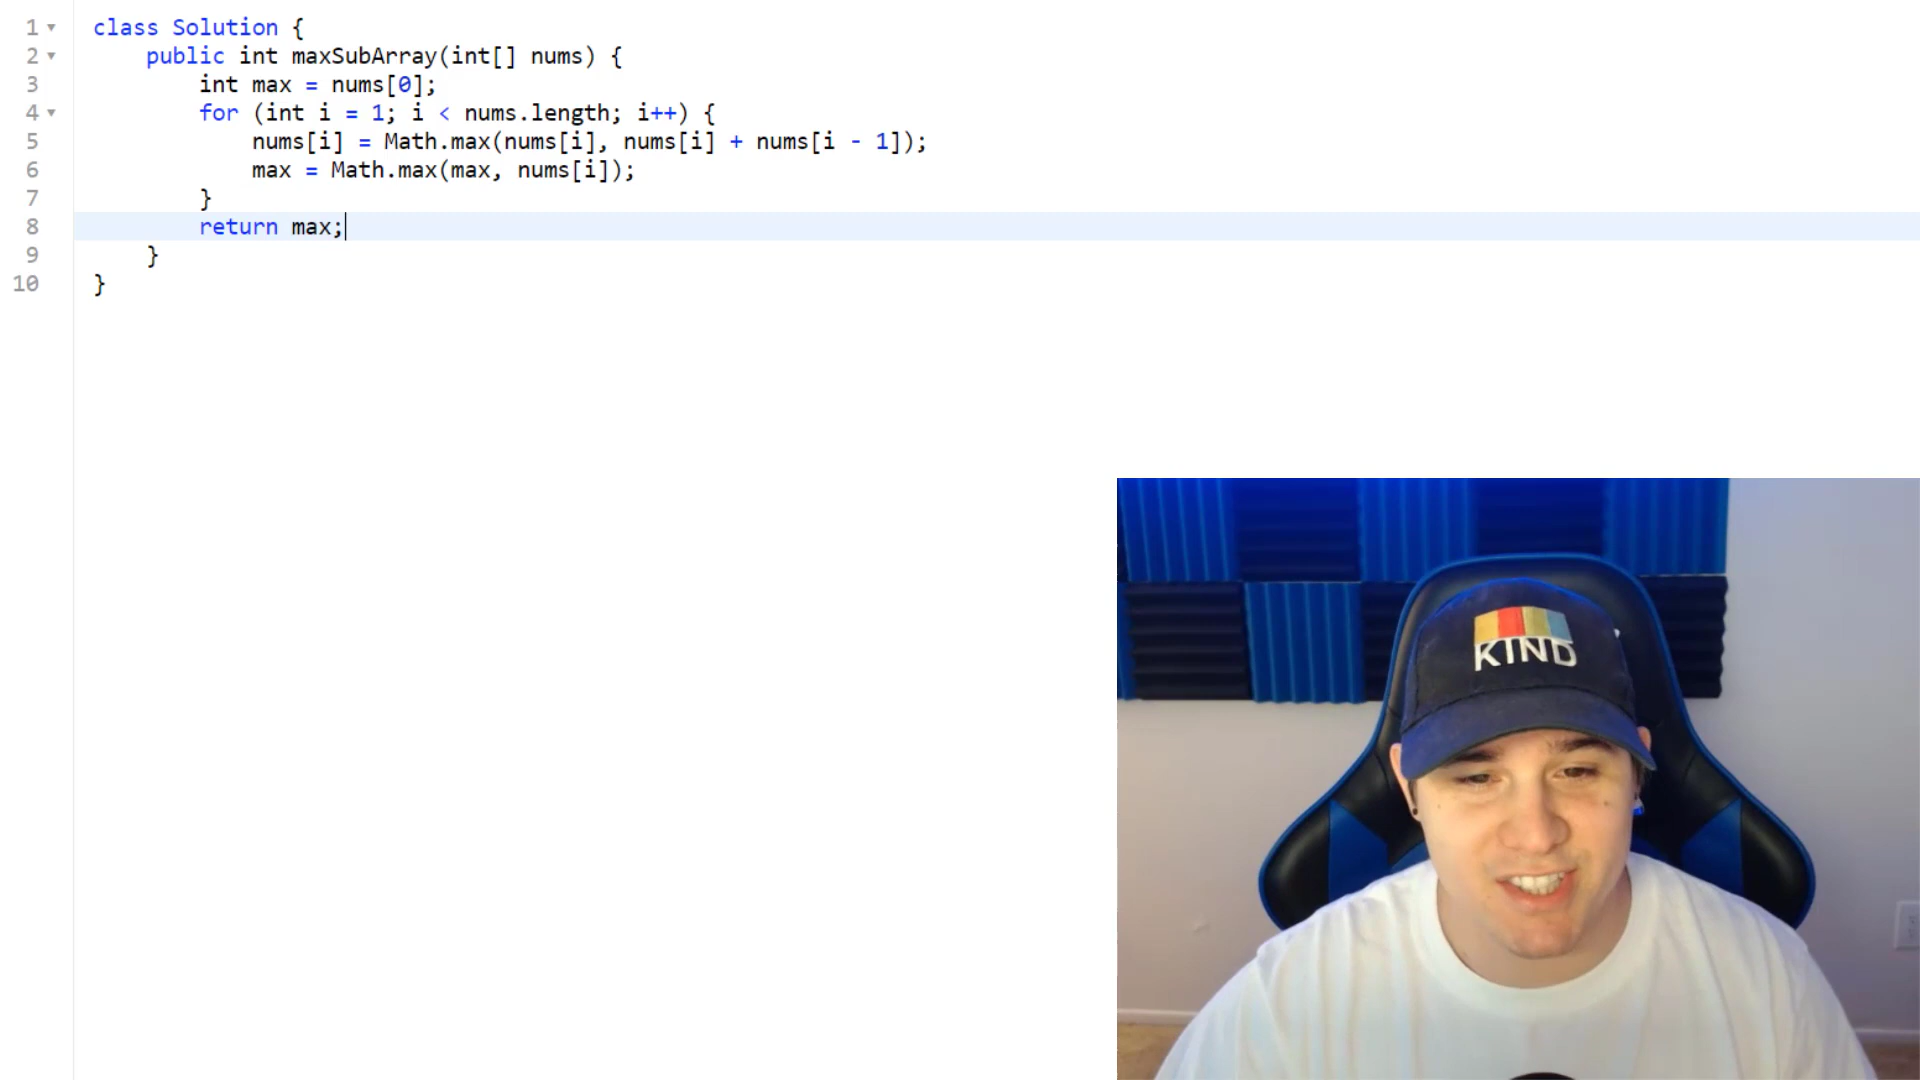 1 class Solution {
2 public int maxSubArray(int[] nums) {
3 int max = nums[0];
4 for (int i = 1; i < nums.length; i++) {
5 nums[i] = Math.max(nums[i], nums[i] + nums[i - 1]);
6 max = Math.max(max, nums[i]);
7 }
8 return max;
9 }
10 }
KIND